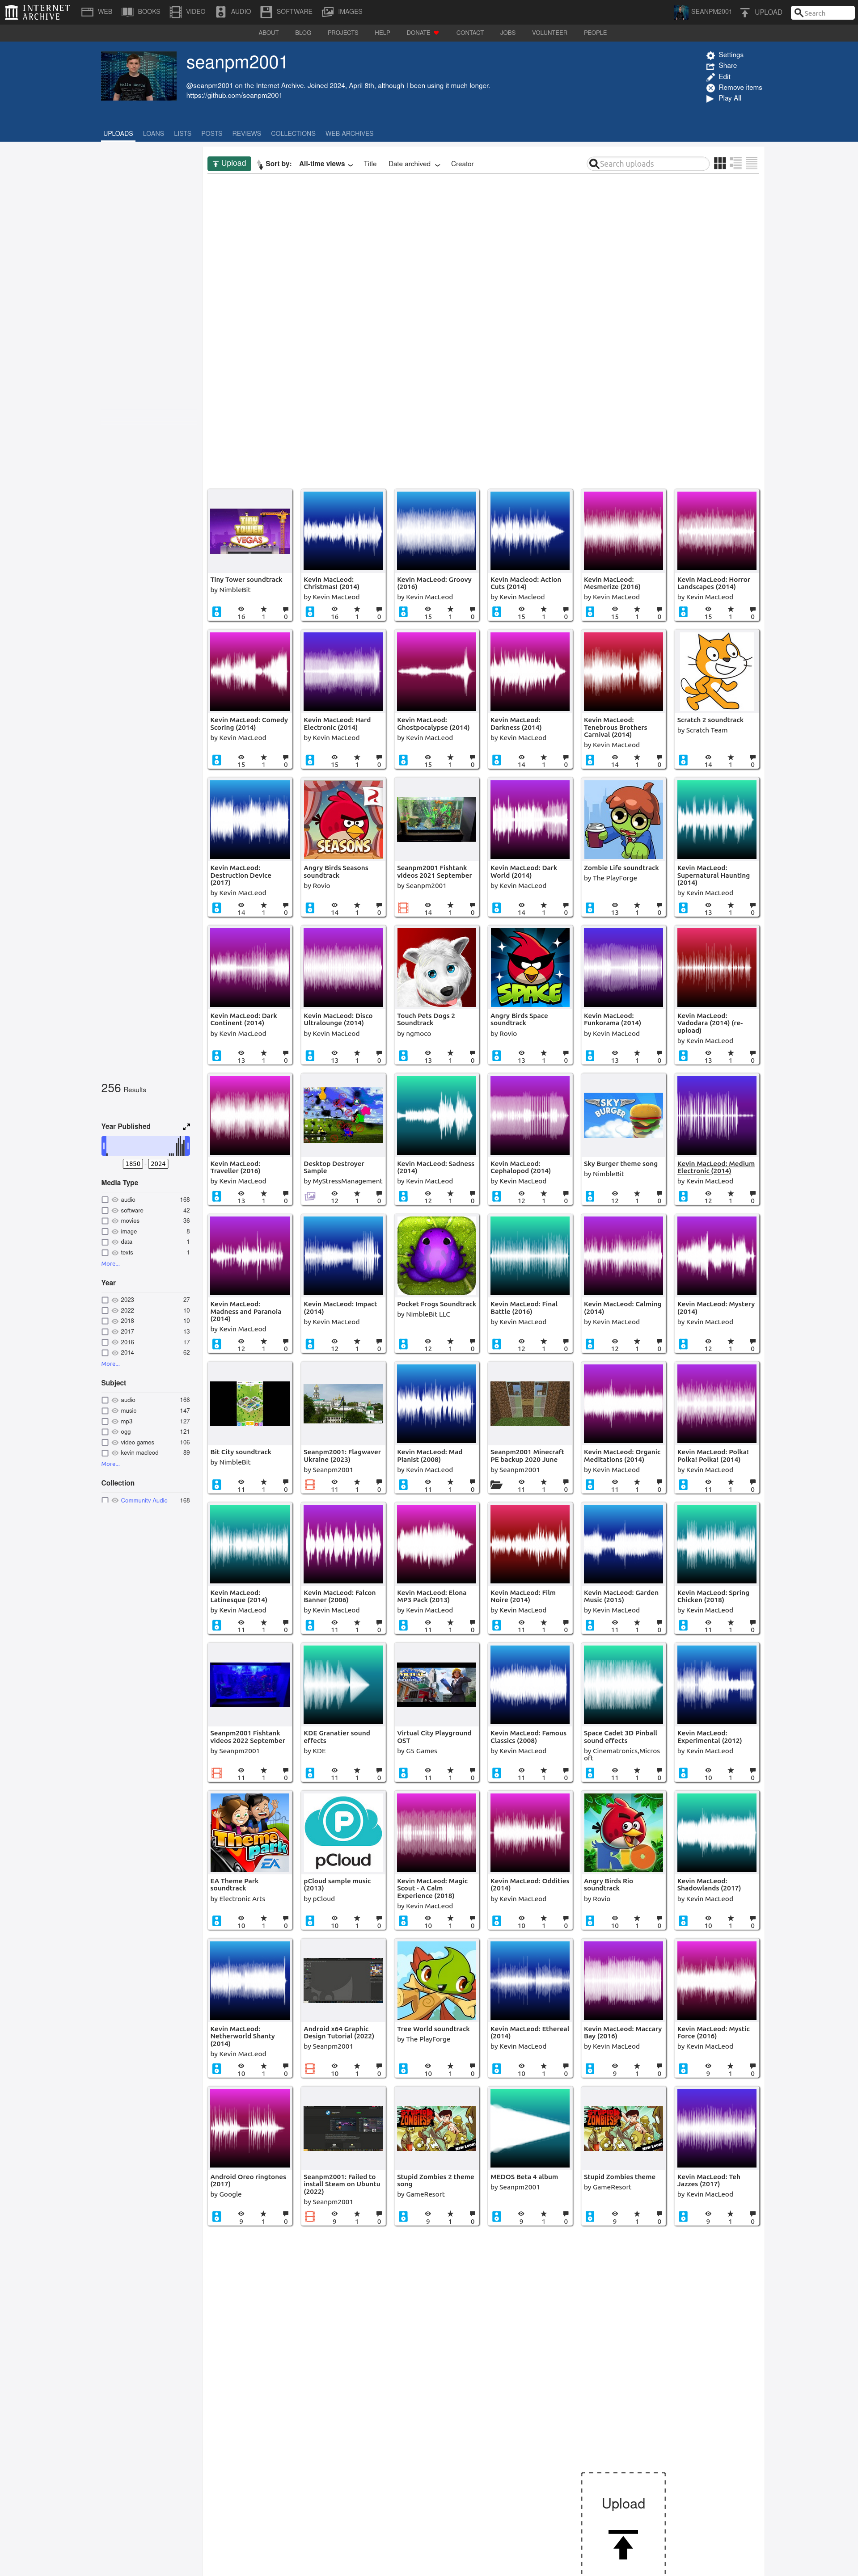 INTERNET ARCHIVE
WEB BOOKS VIDEO AUDIO SOFTWARE IMAGES
SEANPM2001 UPLOAD Search
ABOUT BLOG PROJECTS HELP DONATE CONTACT JOBS VOLUNTEER PEOPLE
seanpm2001
@seanpm2001 on the Internet Archive. Joined 2024, April 8th, although I been using it much longer.
https://github.com/seanpm2001
Settings
Share
Edit
Remove items
Play All
UPLOADS LOANS LISTS POSTS REVIEWS COLLECTIONS WEB ARCHIVES
Upload Sort by: All-time views Title Date archived Creator Search uploads
256 Results
Year Published
1850 - 2024
Media Type
audio 168
software 42
movies 36
image 8
data 1
texts 1
More...
Year
2023 27
2022 10
2018 10
2017 13
2016 17
2014 62
More...
Subject
audio 166
music 147
mp3 127
ogg 121
video games 106
kevin macleod 89
More...
Collection
Community Audio 168
TINY TOWER VEGAS
Tiny Tower soundtrack
by NimbleBit
16 1 0
Kevin MacLeod: Christmas! (2014)
by Kevin MacLeod
16 1 0
Kevin MacLeod: Groovy (2016)
by Kevin MacLeod
15 1 0
Kevin Macleod: Action Cuts (2014)
by Kevin Macleod
15 1 0
Kevin MacLeod: Mesmerize (2016)
by Kevin MacLeod
15 1 0
Kevin MacLeod: Horror Landscapes (2014)
by Kevin MacLeod
15 1 0
Kevin MacLeod: Comedy Scoring (2014)
by Kevin MacLeod
15 1 0
Kevin MacLeod: Hard Electronic (2014)
by Kevin MacLeod
15 1 0
Kevin MacLeod: Ghostpocalypse (2014)
by Kevin MacLeod
15 1 0
Kevin MacLeod: Darkness (2014)
by Kevin MacLeod
14 1 0
Kevin MacLeod: Tenebrous Brothers Carnival (2014)
by Kevin MacLeod
14 1 0
Scratch 2 soundtrack
by Scratch Team
14 1 0
Kevin MacLeod: Destruction Device (2017)
by Kevin MacLeod
14 1 0
SEASONS
Angry Birds Seasons soundtrack
by Rovio
14 1 0
Seanpm2001 Fishtank videos 2021 September
by Seanpm2001
14 1 0
Kevin MacLeod: Dark World (2014)
by Kevin MacLeod
14 1 0
Zombie Life soundtrack
by The PlayForge
13 1 0
Kevin MacLeod: Supernatural Haunting (2014)
by Kevin MacLeod
13 1 0
Kevin MacLeod: Dark Continent (2014)
by Kevin MacLeod
13 1 0
Kevin MacLeod: Disco Ultralounge (2014)
by Kevin MacLeod
13 1 0
Touch Pets Dogs 2 Soundtrack
by ngmoco
13 1 0
SPACE
Angry Birds Space soundtrack
by Rovio
13 1 0
Kevin MacLeod: Funkorama (2014)
by Kevin MacLeod
13 1 0
Kevin MacLeod: Vadodara (2014) (re-upload)
by Kevin MacLeod
13 1 0
Kevin MacLeod: Traveller (2016)
by Kevin MacLeod
13 1 0
Desktop Destroyer Sample
by MyStressManagement
12 1 0
Kevin MacLeod: Sadness (2014)
by Kevin MacLeod
12 1 0
Kevin MacLeod: Cephalopod (2014)
by Kevin MacLeod
12 1 0
SKY BURGER
Sky Burger theme song
by NimbleBit
12 1 0
Kevin MacLeod: Medium Electronic (2014)
by Kevin MacLeod
12 1 0
Kevin MacLeod: Madness and Paranoia (2014)
by Kevin MacLeod
12 1 0
Kevin MacLeod: Impact (2014)
by Kevin MacLeod
12 1 0
Pocket Frogs Soundtrack
by NimbleBit LLC
12 1 0
Kevin MacLeod: Final Battle (2016)
by Kevin MacLeod
12 1 0
Kevin MacLeod: Calming (2014)
by Kevin MacLeod
12 1 0
Kevin MacLeod: Mystery (2014)
by Kevin MacLeod
12 1 0
Bit City soundtrack
by NimbleBit
11 1 0
Seanpm2001: Flagwaver Ukraine (2023)
by Seanpm2001
11 1 0
Kevin MacLeod: Mad Pianist (2008)
by Kevin MacLeod
11 1 0
Seanpm2001 Minecraft PE backup 2020 June
by Seanpm2001
11 1 0
Kevin MacLeod: Organic Meditations (2014)
by Kevin MacLeod
11 1 0
Kevin MacLeod: Polka! Polka! Polka! (2014)
by Kevin MacLeod
11 1 0
Kevin MacLeod: Latinesque (2014)
by Kevin MacLeod
11 1 0
Kevin MacLeod: Falcon Banner (2006)
by Kevin MacLeod
11 1 0
Kevin MacLeod: Elona MP3 Pack (2013)
by Kevin MacLeod
11 1 0
Kevin MacLeod: Film Noire (2014)
by Kevin MacLeod
11 1 0
Kevin MacLeod: Garden Music (2015)
by Kevin MacLeod
11 1 0
Kevin MacLeod: Spring Chicken (2018)
by Kevin MacLeod
11 1 0
Seanpm2001 Fishtank videos 2022 September
by Seanpm2001
11 1 0
KDE Granatier sound effects
by KDE
11 1 0
Virtual City Playground OST
by G5 Games
11 1 0
Kevin MacLeod: Famous Classics (2008)
by Kevin MacLeod
11 1 0
Space Cadet 3D Pinball sound effects
by Cinematronics,Microsoft
11 1 0
Kevin MacLeod: Experimental (2012)
by Kevin MacLeod
10 1 0
Theme Park EA
EA Theme Park soundtrack
by Electronic Arts
10 1 0
pCloud
pCloud sample music (2013)
by pCloud
10 1 0
Kevin MacLeod: Magic Scout - A Calm Experience (2018)
by Kevin MacLeod
10 1 0
Kevin MacLeod: Oddities (2014)
by Kevin MacLeod
10 1 0
RIO
Angry Birds Rio soundtrack
by Rovio
10 1 0
Kevin MacLeod: Shadowlands (2017)
by Kevin MacLeod
10 1 0
Kevin MacLeod: Netherworld Shanty (2014)
by Kevin MacLeod
10 1 0
Android x64 Graphic Design Tutorial (2022)
by Seanpm2001
10 1 0
Tree World soundtrack
by The PlayForge
10 1 0
Kevin MacLeod: Ethereal (2014)
by Kevin MacLeod
10 1 0
Kevin MacLeod: Maccary Bay (2016)
by Kevin MacLeod
9 1 0
Kevin MacLeod: Mystic Force (2016)
by Kevin MacLeod
9 1 0
Android Oreo ringtones (2017)
by Google
9 1 0
Seanpm2001: Failed to install Steam on Ubuntu (2022)
by Seanpm2001
9 1 0
Stupid Zombies 2 theme song
by GameResort
9 1 0
MEDOS Beta 4 album
by Seanpm2001
9 1 0
Stupid Zombies theme
by GameResort
9 1 0
Kevin MacLeod: Teh Jazzes (2017)
by Kevin MacLeod
9 1 0
Upload